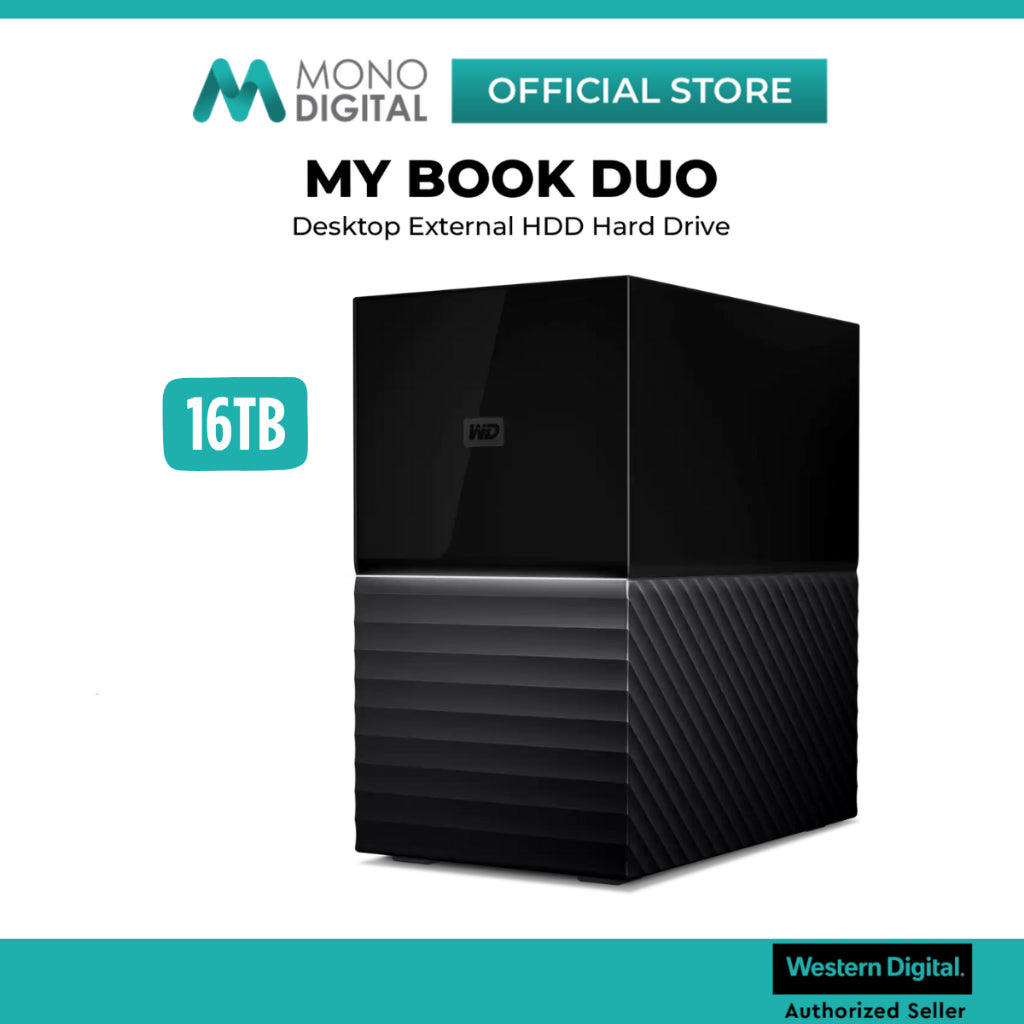 MONO
DIGITAL
OFFICIAL STORE
MY BOOK DUO
Desktop External HDD Hard Drive
16TB
WD
Western Digital.
Authorized Seller